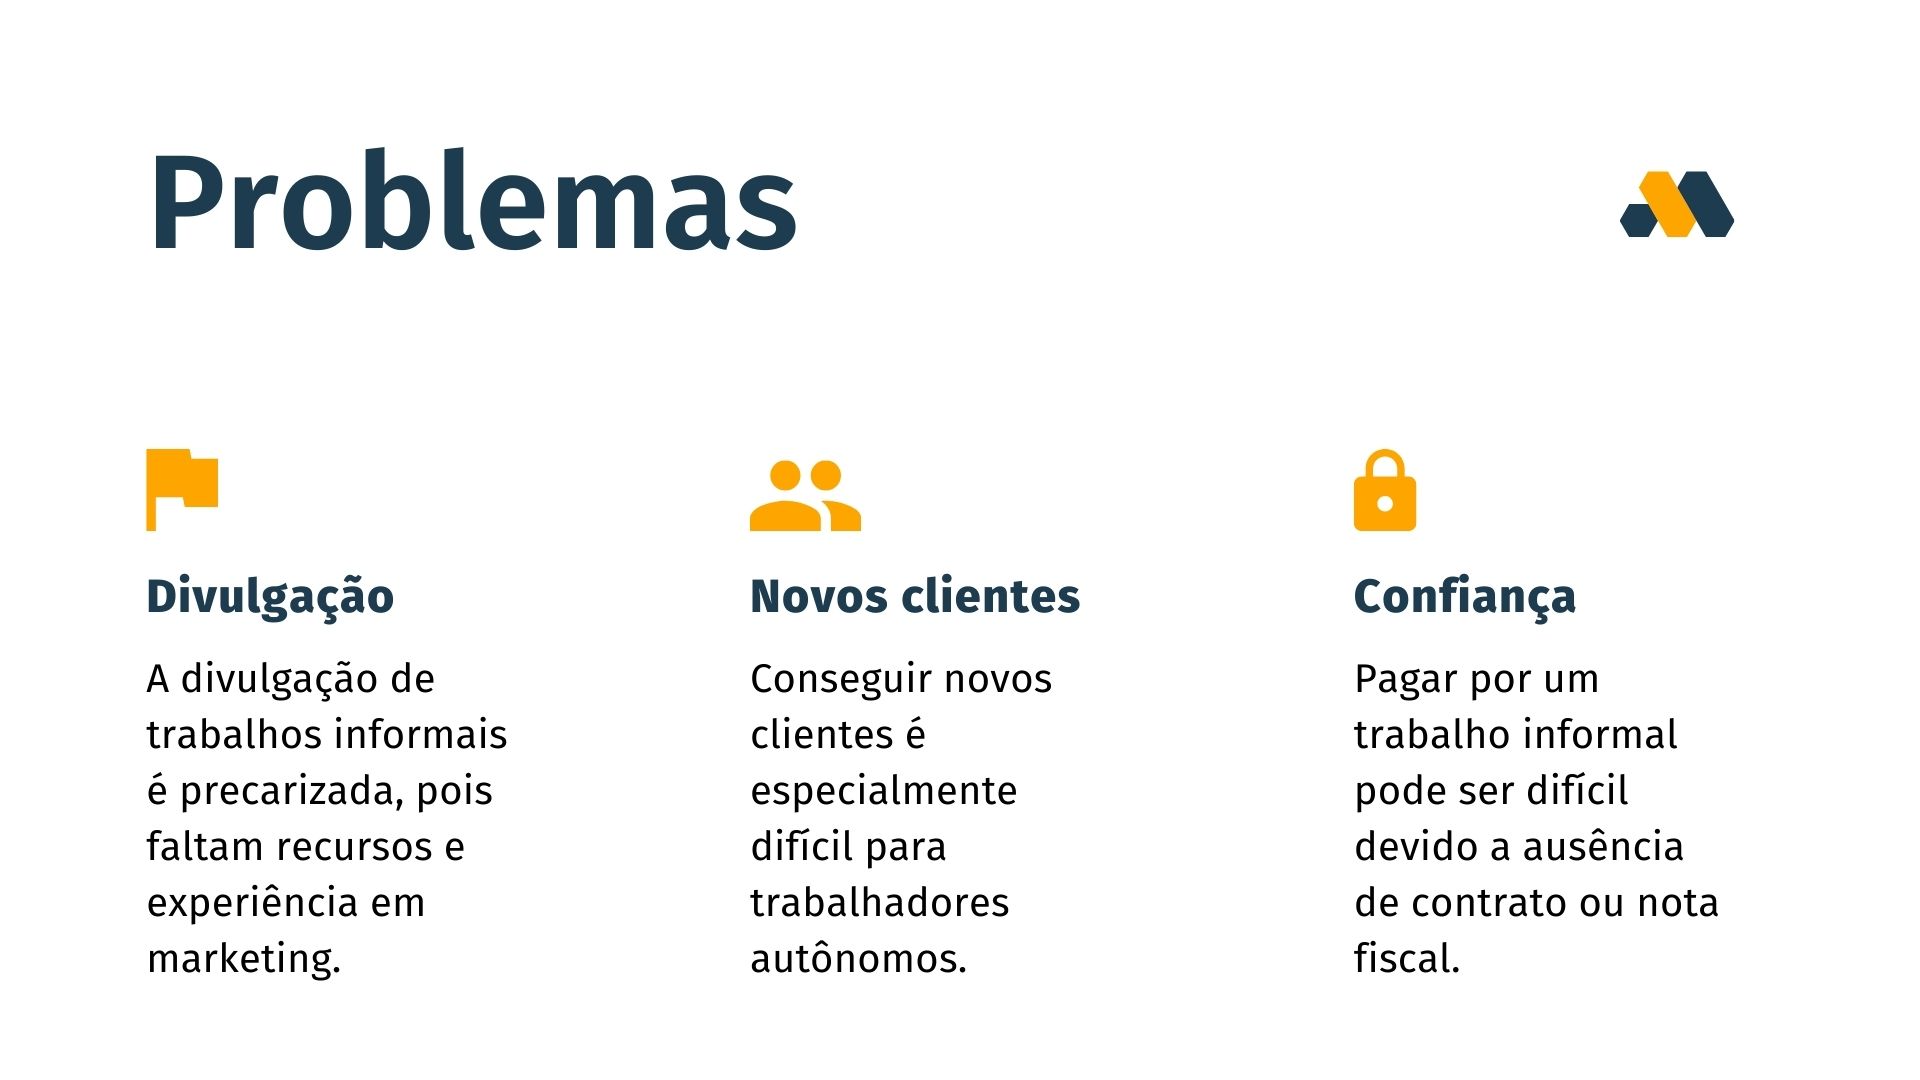 Problemas
Divulgação
A divulgação de
trabalhos informais
é precarizada, pois
faltam recursos e
experiência em
marketing.
Novos clientes
Conseguir novos
clientes é
especialmente
difícil para
trabalhadores
autônomos.
Confiança
Pagar por um
trabalho informal
pode ser difícil
devido a ausência
de contrato ou nota
fiscal.